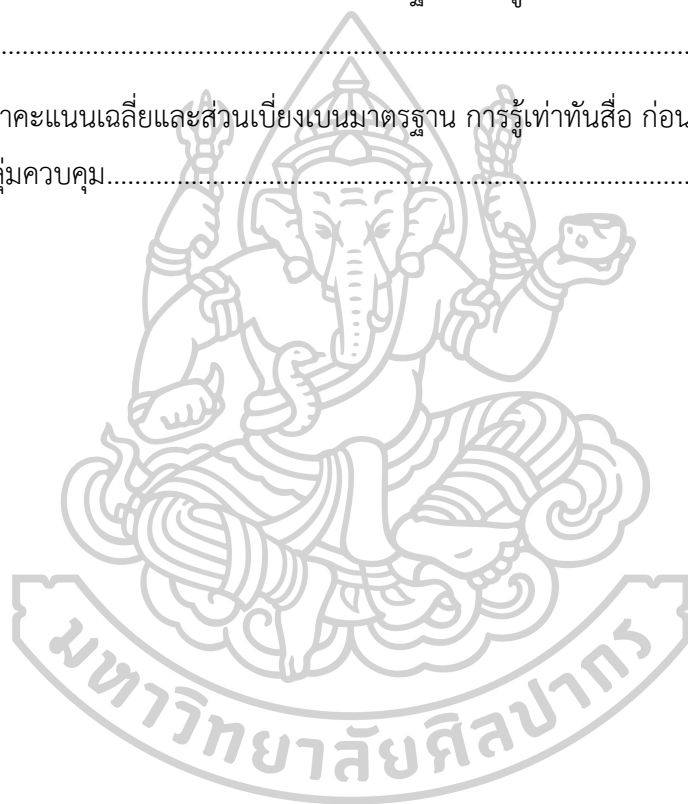 ..................................................................................................
าคะแนนเฉลี่ยและส่วนเบี่ยงเบนมาตรฐาน การรู้เท่าทันสื่อ ก่อน
ลุ่มควบคุม....................................................................................
มหาวิทยาลัยศิลปากร